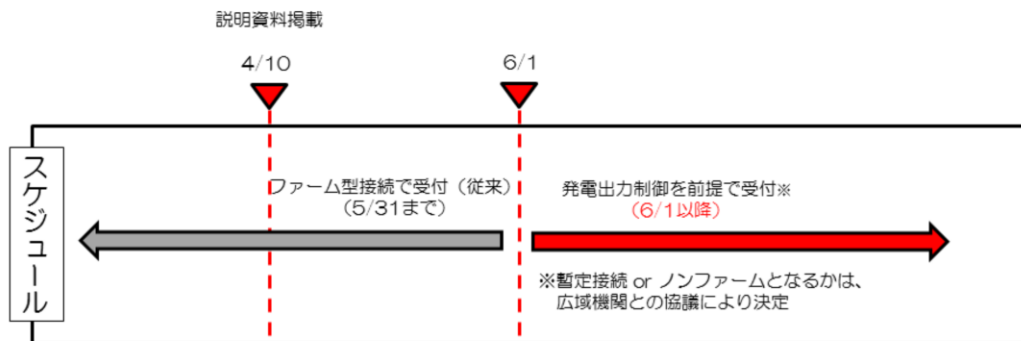 説明資料掲載
4/10
6/1
スケジュール
ファーム型接続で受付（従来）
（5/31まで）
発電出力制御を前提で受付※
（6/1以降）
※暫定接続 or ノンファームとなるかは、
広域機関との協議により決定